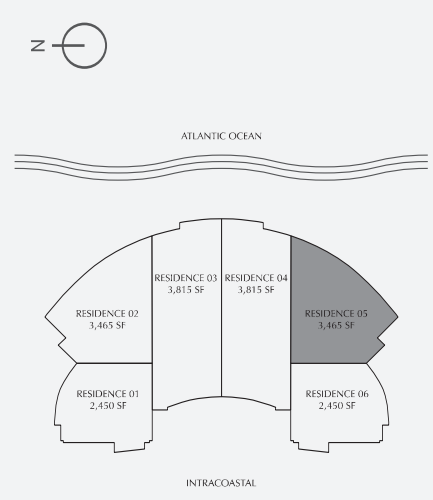 N
ATLANTIC OCEAN
RESIDENCE 03
3,815 SF
RESIDENCE 04
3,815 SF
RESIDENCE 02
3,465 SF
RESIDENCE 05
3,465 SF
RESIDENCE 01
2,450 SF
RESIDENCE 06
2,450 SF
INTRACOASTAL